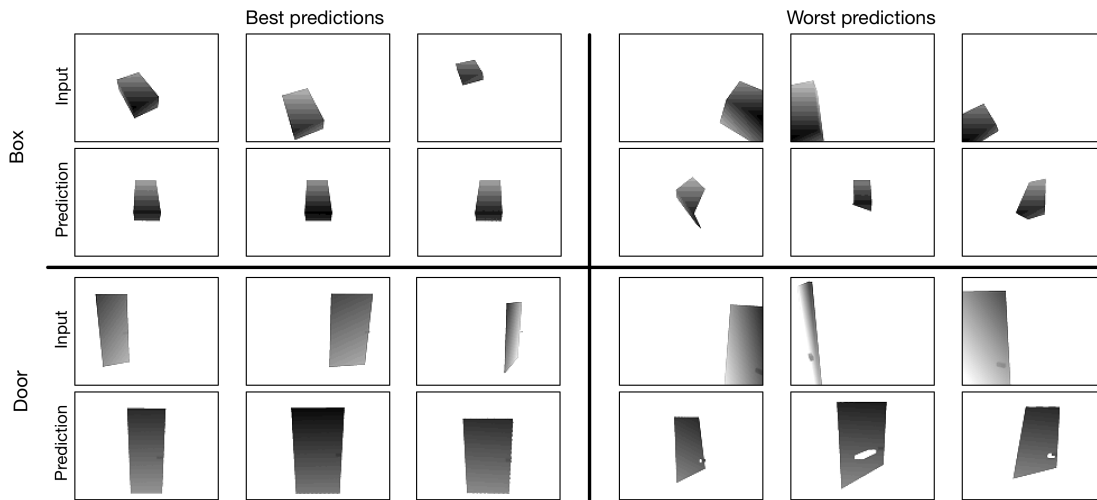 Best predictions
Worst predictions
Box
Input
Prediction
Door
Input
Prediction